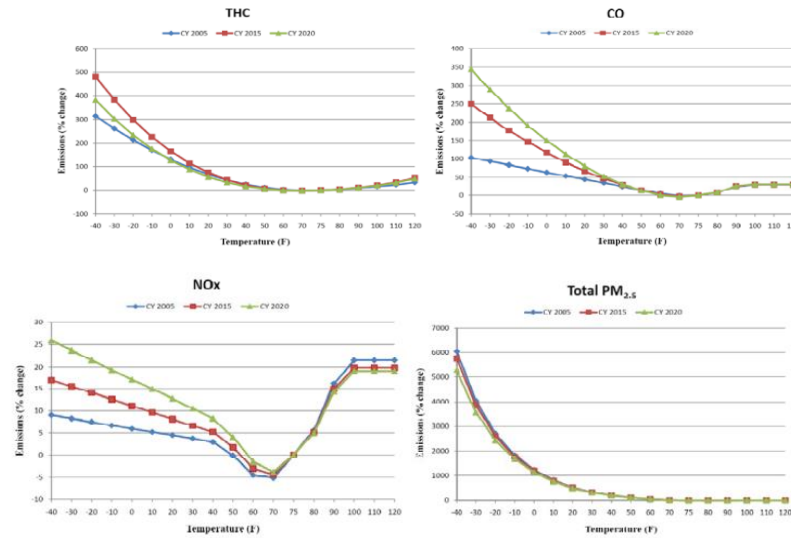 THC
CY 2005 CY 2015 CY 2020
Emissions (% change)
600
500
400
300
200
100
0
-100
-40 -30 -20 -10 0 10 20 30 40 50 60 70 75 80 90 100 110 120
Temperature (F)
CO
CY 2005 CY 2015 CY 2020
Emissions (% change)
400
350
300
250
200
150
100
50
0
-50
-40 -30 -20 -10 0 10 20 30 40 50 60 70 75 80 90 100 110
Temperature (F)
NOx
CY 2005 CY 2015 CY 2020
Emissions (% change)
30
25
20
15
10
5
0
-5
-10
-40 -30 -20 -10 0 10 20 30 40 50 60 70 75 80 90 100 110 120
Temperature (F)
Total PM2.5
CY 2005 CY 2015 CY 2020
Emissions (% change)
7000
6000
5000
4000
3000
2000
1000
0
-40 -30 -20 -10 0 10 20 30 40 50 60 70 75 80 90 100 110 120
Temperature (F)